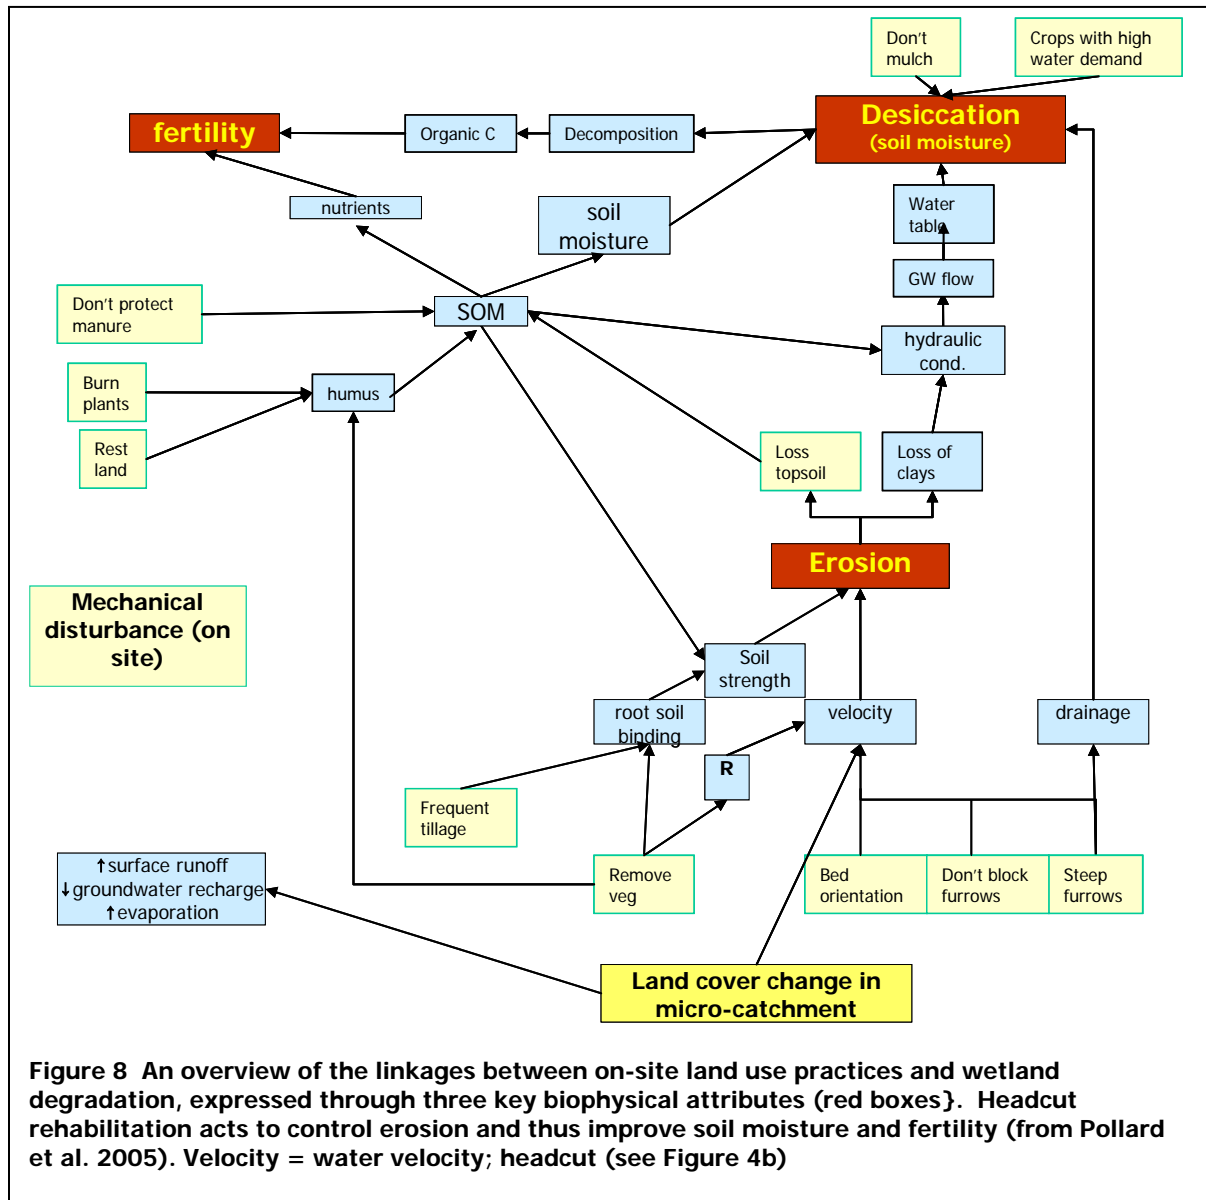 Don't
mulch
Crops with high
water demand
Desiccation
(soil moisture)
fertility
Organic C
Decomposition
nutrients
soil
moisture
Water
table
GW flow
Don't protect
manure
SOM
hydraulic
cond.
Burn
plants
humus
Rest
land
Loss
topsoil
Loss of
clays
Erosion
Mechanical
disturbance (on
site)
Soil
strength
root soil
binding
velocity
drainage
R
Frequent
tillage
↑surface runoff
↓groundwater recharge
↑evaporation
Remove
veg
Bed
orientation
Don't block
furrows
Steep
furrows
Land cover change in
micro-catchment
Figure 8 An overview of the linkages between on-site land use practices and wetland
degradation, expressed through three key biophysical attributes (red boxes}. Headcut
rehabilitation acts to control erosion and thus improve soil moisture and fertility (from Pollard
et al. 2005). Velocity = water velocity; headcut (see Figure 4b)